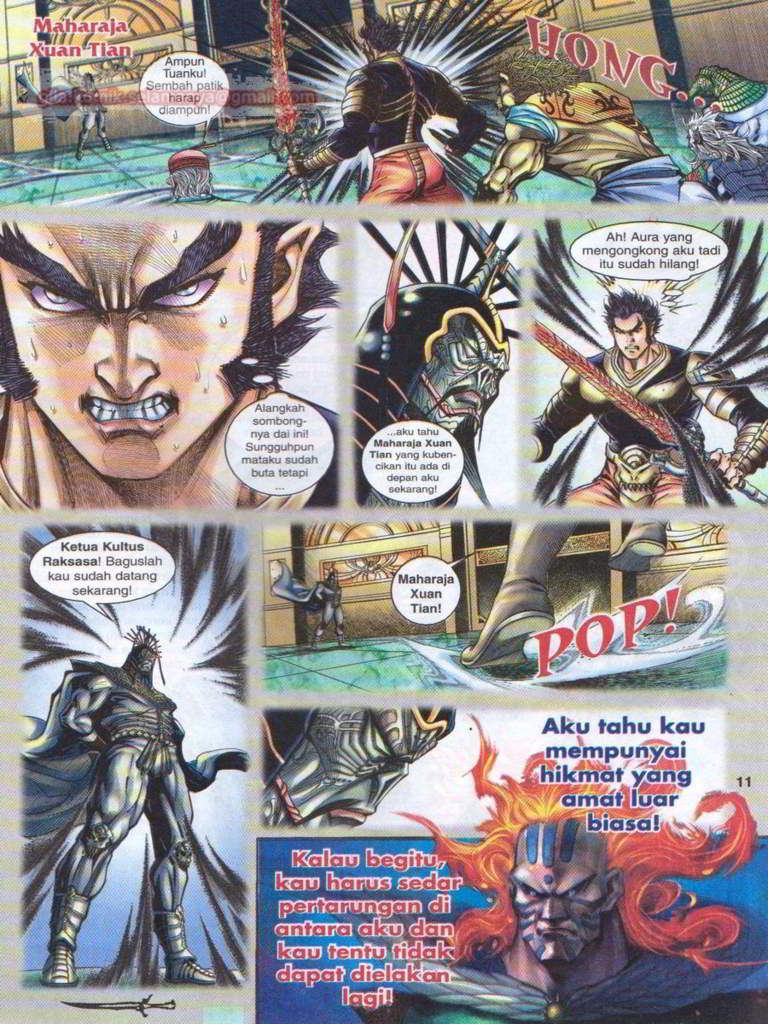 Maharaja
Xuan Tian
Ampun
Tuanku!
Sembah patik
harap
diampun!
HONG...
Alangkah
sombong-
nya dai ini!
Sungguhpun
mataku sudah
buta tetapi
...
...aku tahu
Maharaja Xuan
Tian yang kuben-
cikan itu ada di
depan aku
sekarang!
Ah! Aura yang
mengongkong aku tadi
itu sudah hilang!
Ketua Kultus
Raksasa! Baguslah
kau sudah datang
sekarang!
Maharaja
Xuan
Tian!
POP!
Aku tahu kau
mempunyai
hikmat yang
amat luar
biasa!
11
Kalau begitu,
kau harus sedar
pertarungan di
antara aku dan
kau tentu tidak
dapat dielakan
lagi!